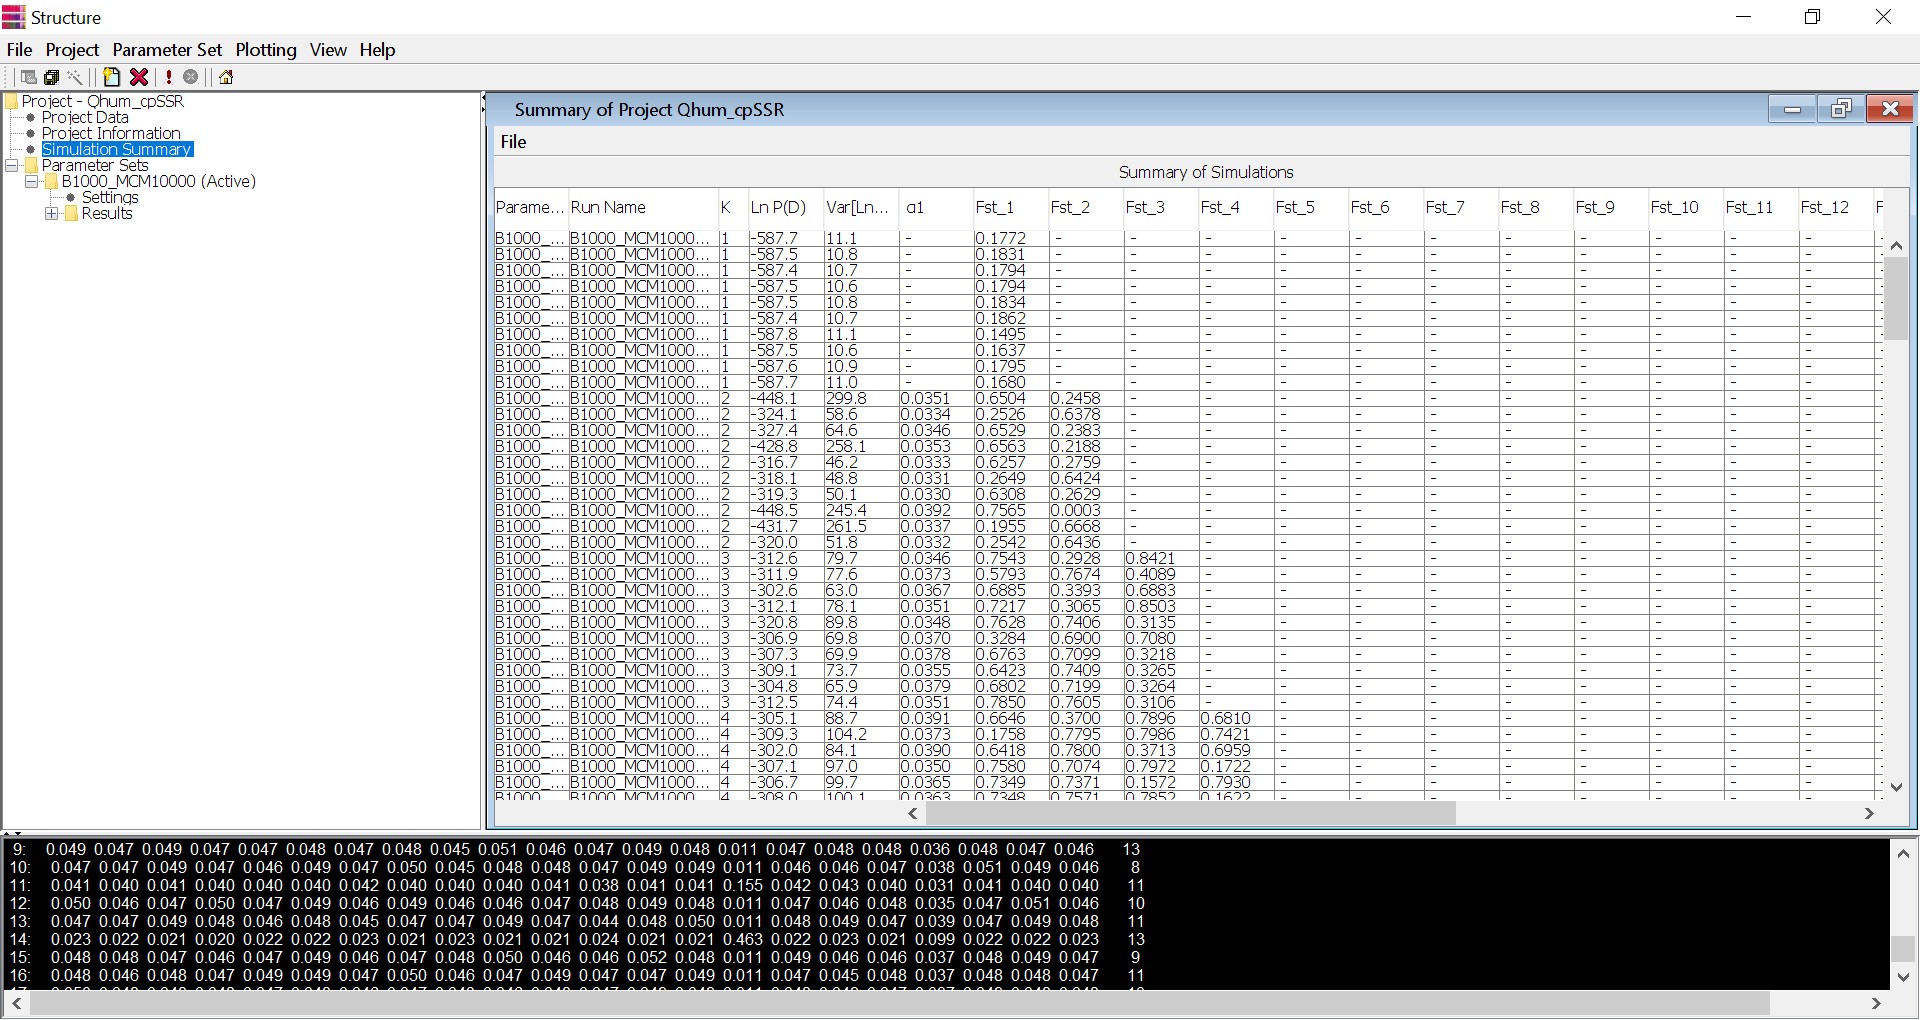 Structure
File Project Parameter Set Plotting View Help
Project - Qhum_cpSSR
Project Data
Project Information
Simulation Summary
Parameter Sets
B1000_MCM10000 (Active)
Settings
Results
Summary of Project Qhum_cpSSR
File
Summary of Simulations
Parame... Run Name K Ln P(D) Var[Ln... α1 Fst_1 Fst_2 Fst_3 Fst_4 Fst_5 Fst_6 Fst_7 Fst_8 Fst_9 Fst_10 Fst_11 Fst_12 F
B1000_... B1000_MCM1000... 1 -587.7 11.1 - 0.1772 - - - - - - - - - - - -
B1000_... B1000_MCM1000... 1 -587.5 10.8 - 0.1831 - - - - - - - - - - - -
B1000_... B1000_MCM1000... 1 -587.4 10.7 - 0.1794 - - - - - - - - - - - -
B1000_... B1000_MCM1000... 1 -587.5 10.6 - 0.1794 - - - - - - - - - - - -
B1000_... B1000_MCM1000... 1 -587.5 10.8 - 0.1834 - - - - - - - - - - - -
B1000_... B1000_MCM1000... 1 -587.4 10.7 - 0.1862 - - - - - - - - - - - -
B1000_... B1000_MCM1000... 1 -587.8 11.1 - 0.1495 - - - - - - - - - - - -
B1000_... B1000_MCM1000... 1 -587.5 10.6 - 0.1637 - - - - - - - - - - - -
B1000_... B1000_MCM1000... 1 -587.6 10.9 - 0.1795 - - - - - - - - - - - -
B1000_... B1000_MCM1000... 1 -587.7 11.0 - 0.1680 - - - - - - - - - - - -
B1000_... B1000_MCM1000... 2 -448.1 299.8 0.0351 0.6504 0.2458 - - - - - - - - - - -
B1000_... B1000_MCM1000... 2 -324.1 58.6 0.0334 0.2526 0.6378 - - - - - - - - - - -
B1000_... B1000_MCM1000... 2 -327.4 64.6 0.0346 0.6529 0.2383 - - - - - - - - - - -
B1000_... B1000_MCM1000... 2 -428.8 258.1 0.0353 0.6563 0.2188 - - - - - - - - - - -
B1000_... B1000_MCM1000... 2 -316.7 46.2 0.0333 0.6257 0.2759 - - - - - - - - - - -
B1000_... B1000_MCM1000... 2 -318.1 48.8 0.0331 0.2649 0.6424 - - - - - - - - - - -
B1000_... B1000_MCM1000... 2 -319.3 50.1 0.0330 0.6308 0.2629 - - - - - - - - - - -
B1000_... B1000_MCM1000... 2 -448.5 245.4 0.0392 0.7565 0.0003 - - - - - - - - - - -
B1000_... B1000_MCM1000... 2 -431.7 261.5 0.0337 0.1955 0.6668 - - - - - - - - - - -
B1000_... B1000_MCM1000... 2 -320.0 51.8 0.0332 0.2542 0.6436 - - - - - - - - - - -
B1000_... B1000_MCM1000... 3 -312.6 79.7 0.0346 0.7543 0.2928 0.8421 - - - - - - - - - -
B1000_... B1000_MCM1000... 3 -311.9 77.6 0.0373 0.5793 0.7674 0.4089 - - - - - - - - - -
B1000_... B1000_MCM1000... 3 -302.6 63.0 0.0367 0.6885 0.3393 0.6883 - - - - - - - - - -
B1000_... B1000_MCM1000... 3 -312.1 78.1 0.0351 0.7217 0.3065 0.8503 - - - - - - - - - -
B1000_... B1000_MCM1000... 3 -320.8 89.8 0.0348 0.7628 0.7406 0.3135 - - - - - - - - - -
B1000_... B1000_MCM1000... 3 -306.9 69.8 0.0370 0.3284 0.6900 0.7080 - - - - - - - - - -
B1000_... B1000_MCM1000... 3 -307.3 69.9 0.0378 0.6763 0.7099 0.3218 - - - - - - - - - -
B1000_... B1000_MCM1000... 3 -309.1 73.7 0.0355 0.6423 0.7409 0.3265 - - - - - - - - - -
B1000_... B1000_MCM1000... 3 -304.8 65.9 0.0379 0.6802 0.7199 0.3264 - - - - - - - - - -
B1000_... B1000_MCM1000... 3 -312.5 74.4 0.0351 0.7850 0.7605 0.3106 - - - - - - - - - -
B1000_... B1000_MCM1000... 4 -305.1 88.7 0.0391 0.6646 0.3700 0.7896 0.6810 - - - - - - - - -
B1000_... B1000_MCM1000... 4 -309.3 104.2 0.0373 0.1758 0.7795 0.7986 0.7421 - - - - - - - - -
B1000_... B1000_MCM1000... 4 -302.0 84.1 0.0390 0.6418 0.7800 0.3713 0.6959 - - - - - - - - -
B1000_... B1000_MCM1000... 4 -307.1 97.0 0.0350 0.7580 0.7074 0.7972 0.1722 - - - - - - - - -
B1000_... B1000_MCM1000... 4 -306.7 99.7 0.0365 0.7349 0.7371 0.1572 0.7930 - - - - - - - - -
B1000_... B1000_MCM1000... 4 -308.0 100.1 0.0363 0.7348 0.7571 0.7852 0.1622 - - - - - - - - -
9: 0.049 0.047 0.049 0.047 0.047 0.048 0.047 0.048 0.045 0.051 0.046 0.047 0.049 0.048 0.011 0.047 0.048 0.048 0.036 0.048 0.047 0.046 13
10: 0.047 0.047 0.049 0.047 0.046 0.049 0.047 0.050 0.045 0.048 0.048 0.047 0.049 0.049 0.011 0.046 0.046 0.047 0.038 0.051 0.049 0.046 8
11: 0.041 0.040 0.041 0.040 0.040 0.040 0.042 0.040 0.040 0.040 0.041 0.038 0.041 0.041 0.155 0.042 0.043 0.040 0.031 0.041 0.040 0.040 11
12: 0.050 0.046 0.047 0.050 0.047 0.049 0.046 0.049 0.046 0.046 0.047 0.048 0.049 0.048 0.011 0.047 0.046 0.048 0.035 0.047 0.051 0.046 10
13: 0.047 0.047 0.049 0.048 0.046 0.048 0.045 0.047 0.047 0.049 0.047 0.044 0.048 0.050 0.011 0.048 0.049 0.047 0.039 0.047 0.049 0.048 11
14: 0.023 0.022 0.021 0.020 0.022 0.022 0.023 0.021 0.023 0.021 0.021 0.024 0.021 0.021 0.463 0.022 0.023 0.021 0.099 0.022 0.022 0.023 13
15: 0.048 0.048 0.047 0.046 0.047 0.049 0.046 0.047 0.048 0.050 0.046 0.046 0.052 0.048 0.011 0.049 0.046 0.046 0.037 0.048 0.049 0.047 9
16: 0.048 0.046 0.048 0.047 0.049 0.049 0.047 0.050 0.046 0.047 0.049 0.047 0.047 0.049 0.011 0.047 0.045 0.048 0.037 0.048 0.048 0.047 11